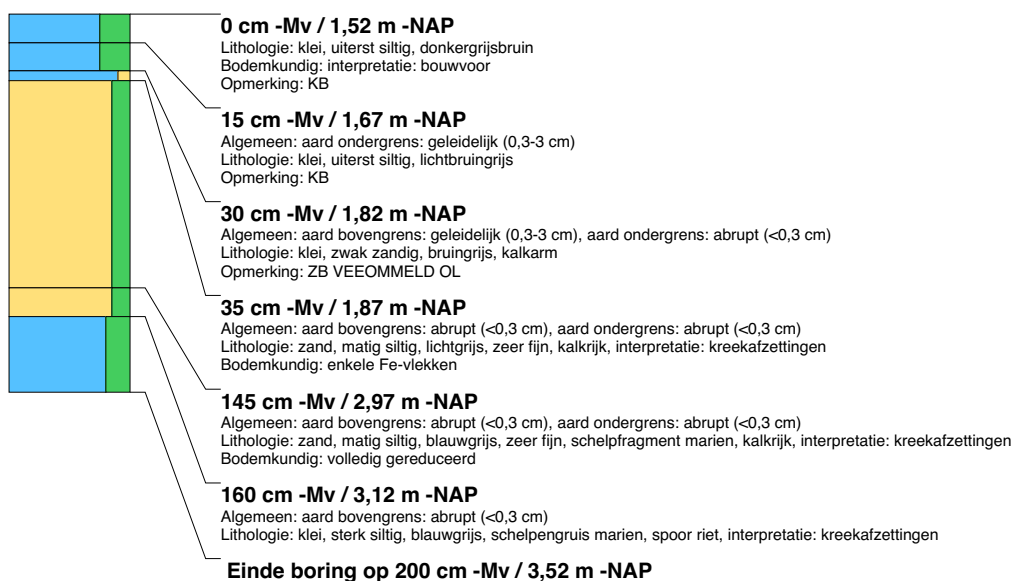 0 cm -Mv / 1,52 m -NAP
Lithologie: klei, uiterst siltig, donkergrijsbruin
Bodemkundig: interpretatie: bouwvoor
Opmerking: KB
15 cm -Mv / 1,67 m -NAP
Algemeen: aard ondergrens: geleidelijk (0,3-3 cm)
Lithologie: klei, uiterst siltig, lichtbruingrijs
Opmerking: KB
30 cm -Mv / 1,82 m -NAP
Algemeen: aard bovengrens: geleidelijk (0,3-3 cm), aard ondergrens: abrupt (<0,3 cm)
Lithologie: klei, zwak zandig, bruingrijs, kalkarm
Opmerking: ZB VEEOMMELD OL
35 cm -Mv / 1,87 m -NAP
Algemeen: aard bovengrens: abrupt (<0,3 cm), aard ondergrens: abrupt (<0,3 cm)
Lithologie: zand, matig siltig, lichtgrijs, zeer fijn, kalkrijk, interpretatie: kreekafzettingen
Bodemkundig: enkele Fe-vlekken
145 cm -Mv / 2,97 m -NAP
Algemeen: aard bovengrens: abrupt (<0,3 cm), aard ondergrens: abrupt (<0,3 cm)
Lithologie: zand, matig siltig, blauwgrijs, zeer fijn, schelpfragment marien, kalkrijk, interpretatie: kreekafzettingen
Bodemkundig: volledig gereduceerd
160 cm -Mv / 3,12 m -NAP
Algemeen: aard bovengrens: abrupt (<0,3 cm)
Lithologie: klei, sterk siltig, blauwgrijs, schelpengruis marien, spoor riet, interpretatie: kreekafzettingen
Einde boring op 200 cm -Mv / 3,52 m -NAP